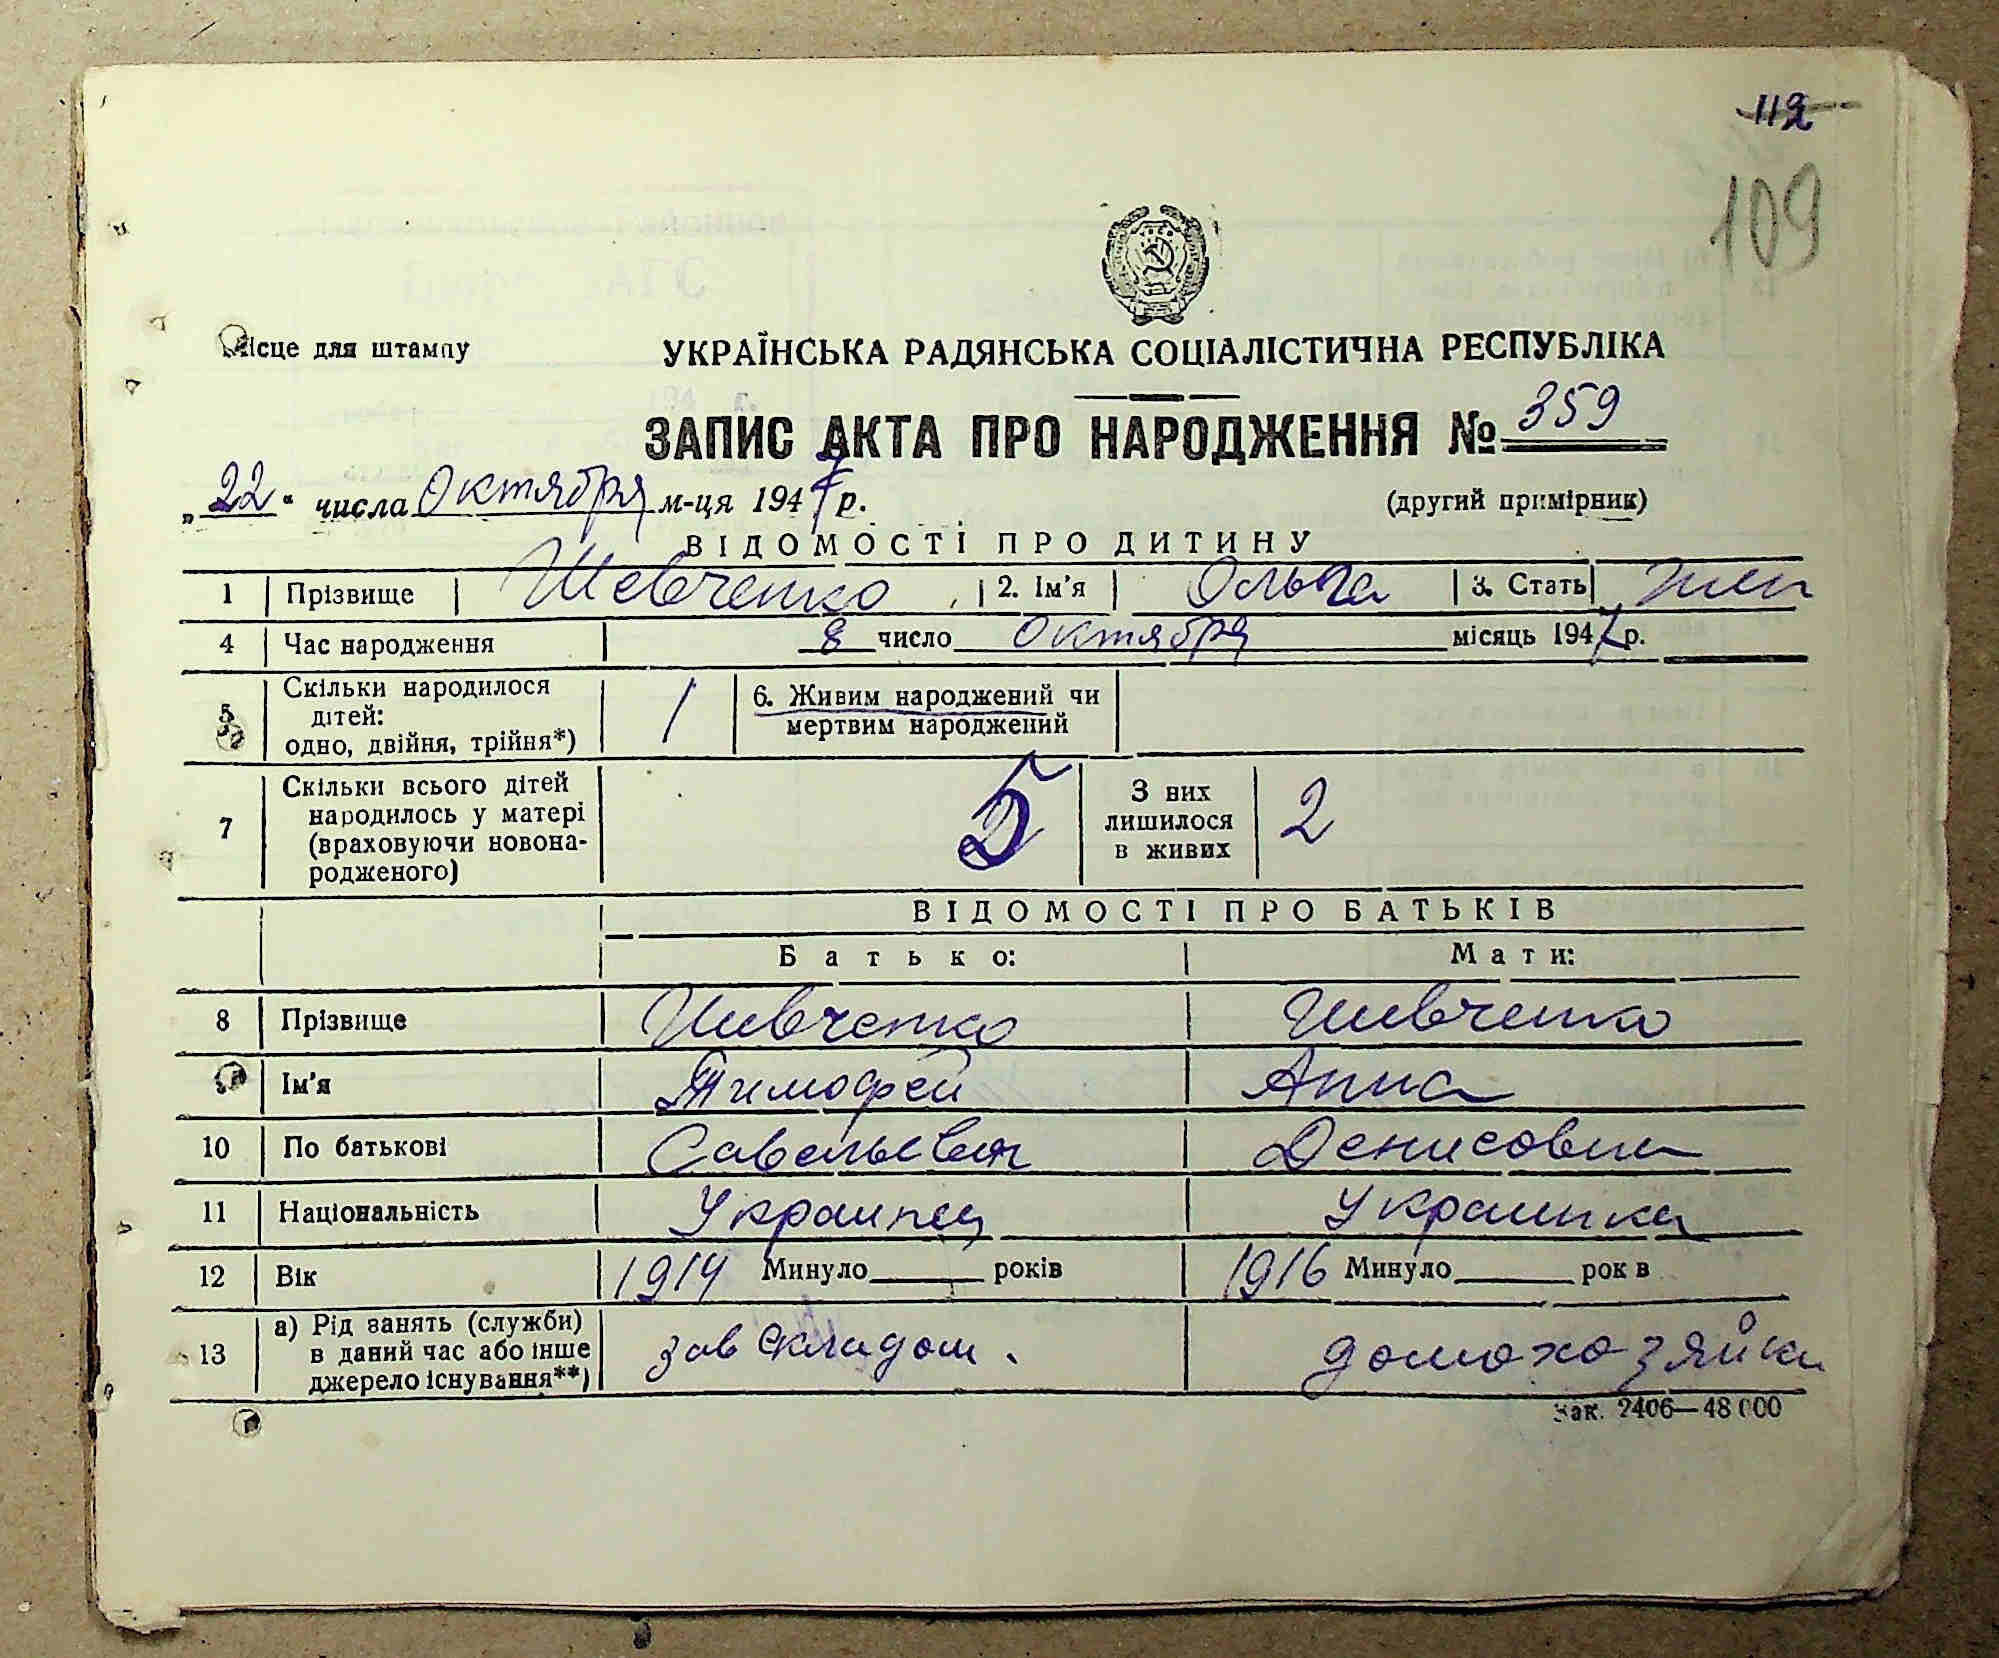 112
109
Місце для штампу
УКРАЇНСЬКА РАДЯНСЬКА СОЦІАЛІСТИЧНА РЕСПУБЛІКА
ЗАПИС АКТА ПРО НАРОДЖЕННЯ № 359
„22“ числа Октября м-ця 1947 р.
(другий примірник)
ВІДОМОСТІ ПРО ДИТИНУ
1 Прізвище Шевченко 2. Ім'я Ольга 3. Стать жен
4 Час народження 8 число Октября місяць 1947 р.
5 Скільки народилося дітей: одно, двійня, трійня*) 1 6. Живим народжений чи мертвим народжений
7 Скільки всього дітей народилось у матері (враховуючи новонародженого) 5 З них лишилося в живих 2
ВІДОМОСТІ ПРО БАТЬКІВ
Батько: Мати:
8 Прізвище Шевченко Шевченко
Ім'я Тимофей Анна
10 По батькові Савельевич Денисовна
11 Національність Украинец Украинка
12 Вік 1914 Минуло років 1916 Минуло рок в
13 а) Рід занять (служби) в даний час або інше джерело існування**) зав складом. домохозяйка
Зак. 2406—48 000